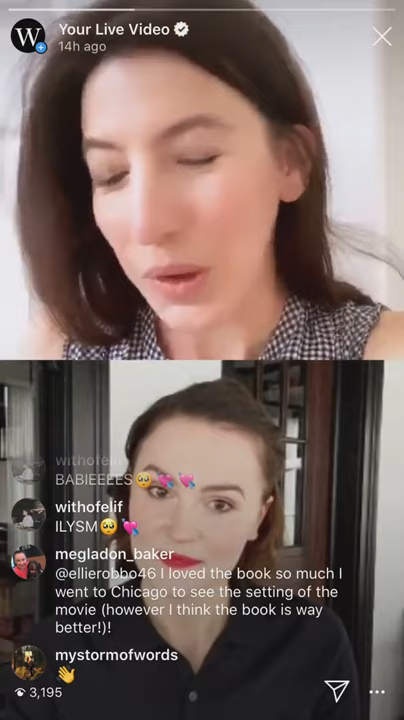 Your Live Video
14h ago
withofelif
BABIEEEES🥺💘💘
withofelif
ILYSM🥺💘
megladon_baker
@ellierobbo46 I loved the book so much I
went to Chicago to see the setting of the
movie (however I think the book is way
better!)!
mystormofwords
👋
3,195
W